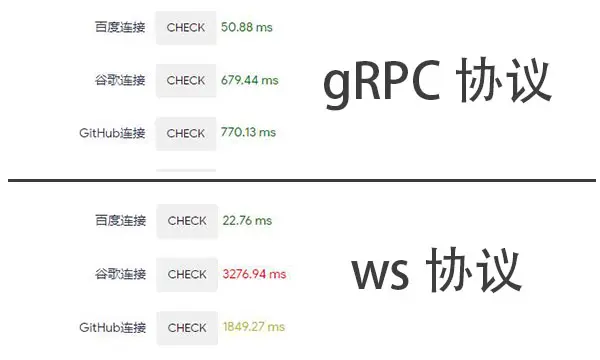 百度连接 CHECK 50.88 ms
谷歌连接 CHECK 679.44 ms
gRPC 协议
GitHub连接 CHECK 770.13 ms
百度连接 CHECK 22.76 ms
谷歌连接 CHECK 3276.94 ms
ws 协议
GitHub连接 CHECK 1849.27 ms